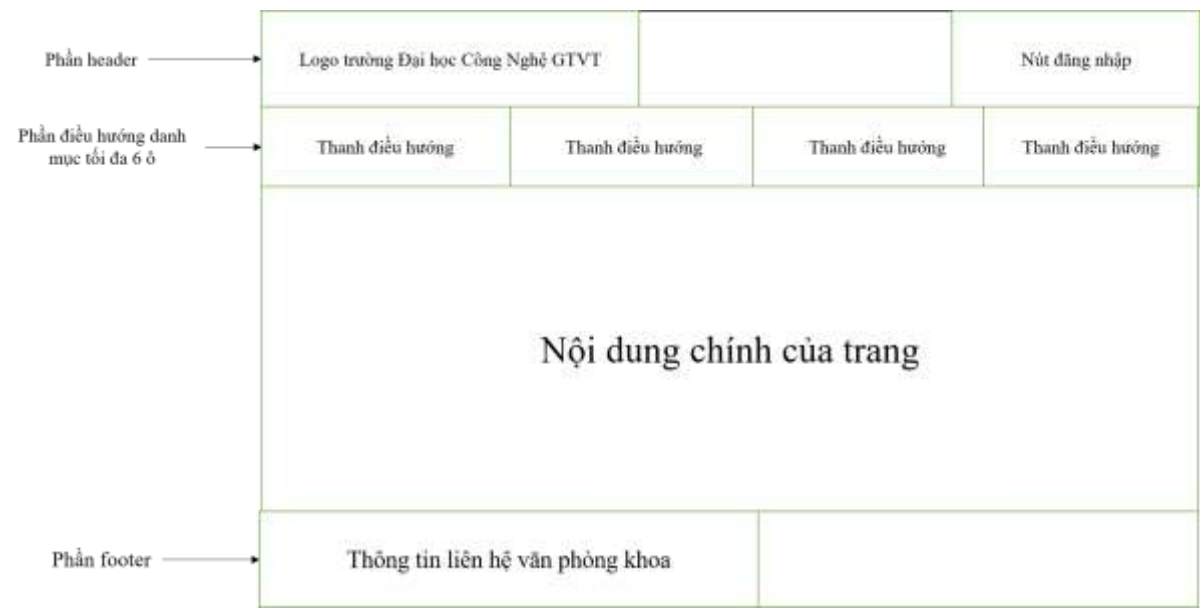 Phần header
Logo trường Đại học Công Nghệ GTVT
Nút đăng nhập
Phần điều hướng danh
mục tối đa 6 ô
Thanh điều hướng
Thanh điều hướng
Thanh điều hướng
Thanh điều hướng
Nội dung chính của trang
Phần footer
Thông tin liên hệ văn phòng khoa